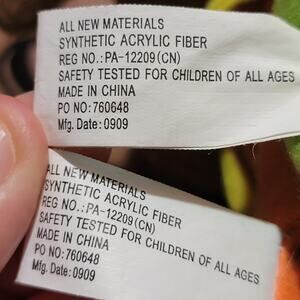 ALL NEW MATERIALS
SYNTHETIC ACRYLIC FIBER
REG NO.:PA-12209(CN)
SAFETY TESTED FOR CHILDREN OF ALL AGES
MADE IN CHINA
PO NO:760648
Mfg. Date:0909
ALL NEW MATERIALS
SYNTHETIC ACRYLIC FIBER
REG NO.:PA-12209(CN)
SAFETY TESTED FOR CHILDREN OF ALL AGES
MADE IN CHINA
PO NO:760648
Mfg. Date:0909